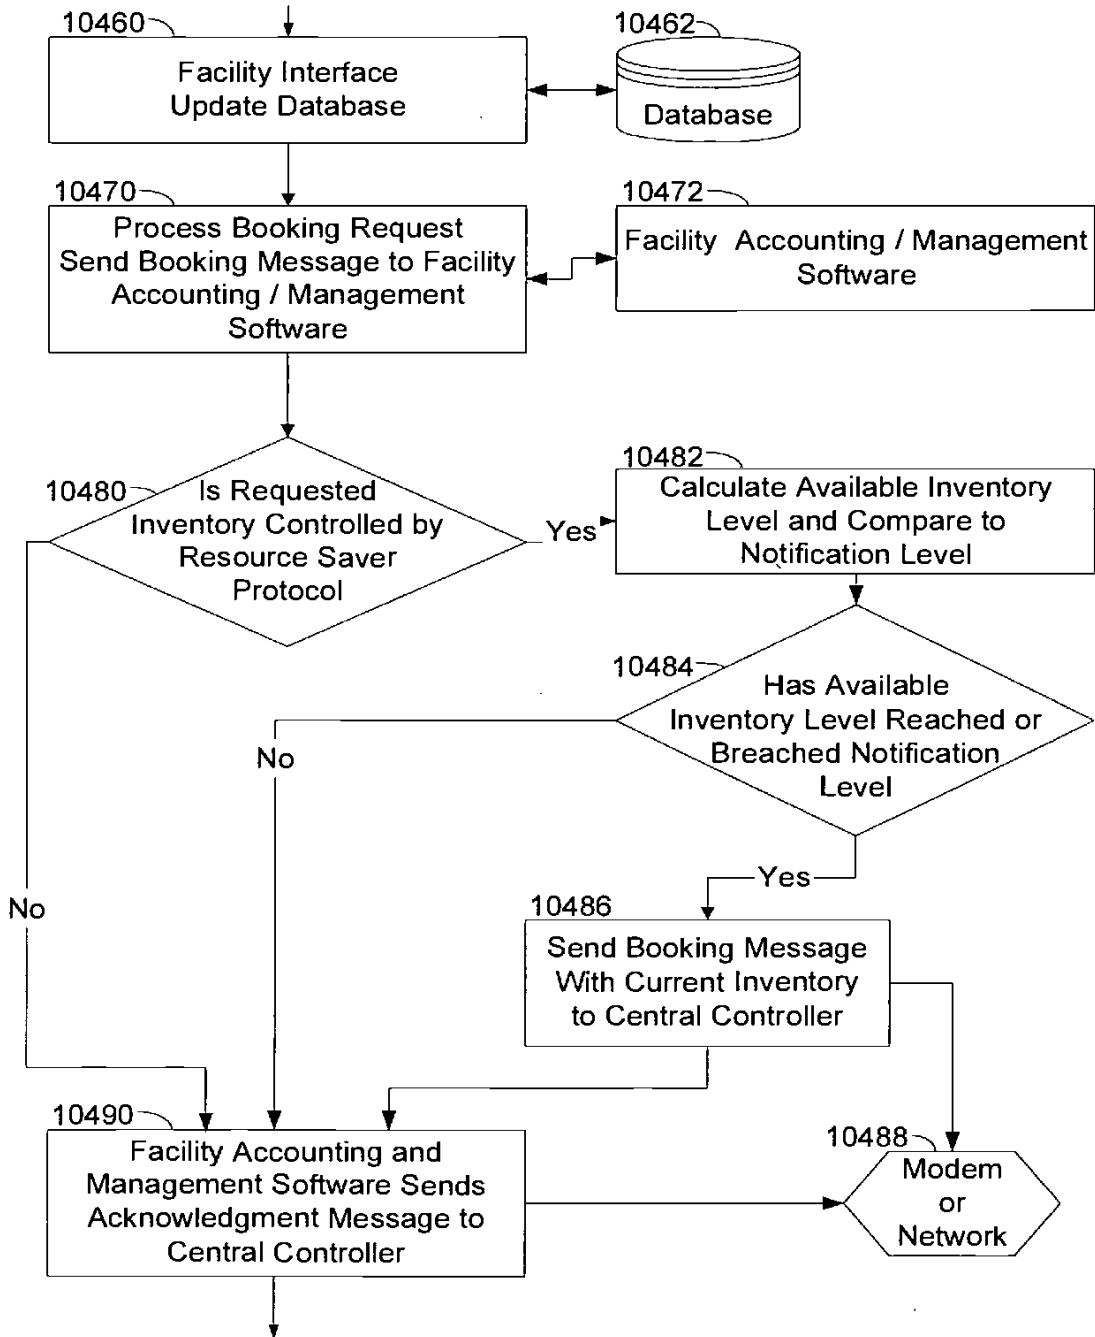 10460
Facility Interface
Update Database
10462
Database
10470
Process Booking Request
Send Booking Message to Facility
Accounting / Management
Software
10472
Facility Accounting / Management
Software
10480
Is Requested
Inventory Controlled by
Resource Saver
Protocol
Yes
10482
Calculate Available Inventory
Level and Compare to
Notification Level
10484
Has Available
Inventory Level Reached or
Breached Notification
Level
No
Yes
No
10486
Send Booking Message
With Current Inventory
to Central Controller
10490
Facility Accounting and
Management Software Sends
Acknowledgment Message to
Central Controller
10488
Modem
or
Network